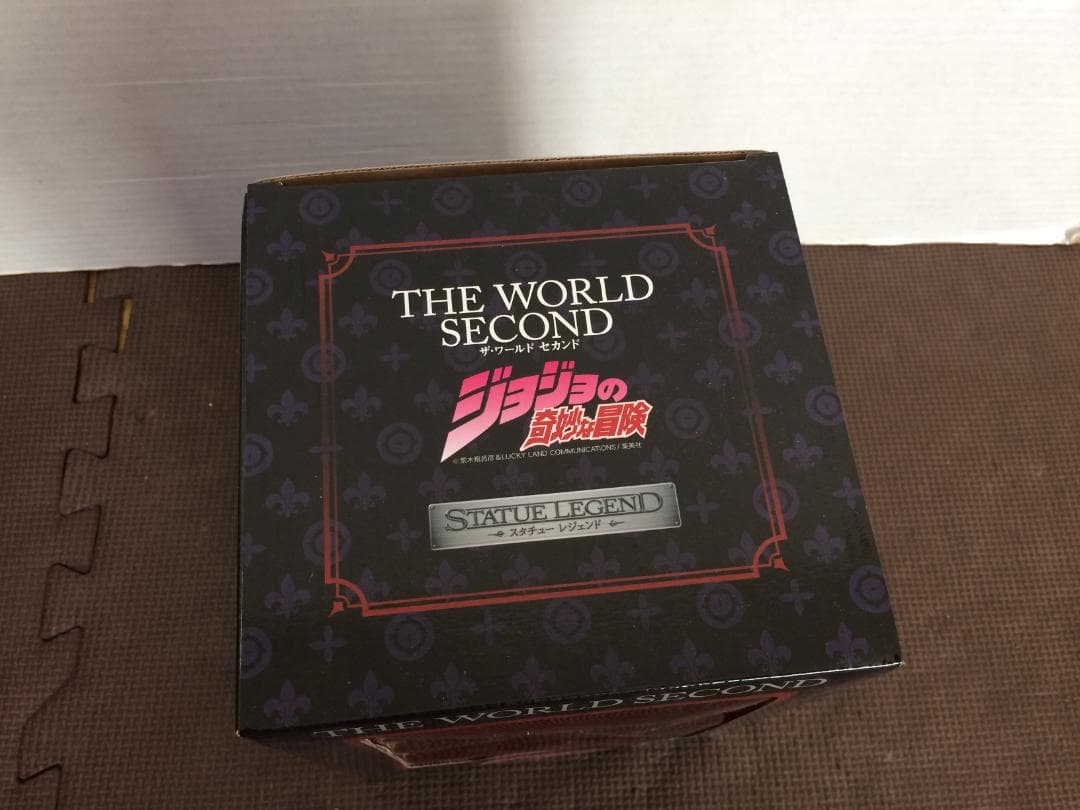 THE WORLD
SECOND
ザ・ワールド セカンド
ジョジョの
奇妙な冒険
© 荒木飛呂彦&LUCKY LAND COMMUNICATIONS/集英社
STATUE LEGEND
スタチュー レジェンド
THE WORLD SECOND